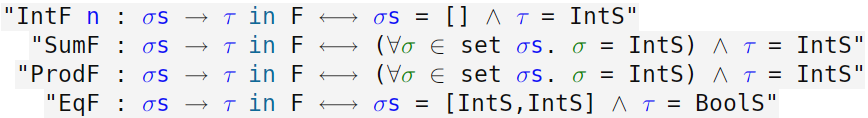 "IntF n : σs → τ in F ⟷ σs = [] ∧ τ = IntS"
"SumF : σs → τ in F ⟷ (∀σ ∈ set σs. σ = IntS) ∧ τ = IntS"
"ProdF : σs → τ in F ⟷ (∀σ ∈ set σs. σ = IntS) ∧ τ = IntS"
"EqF : σs → τ in F ⟷ σs = [IntS,IntS] ∧ τ = BoolS"